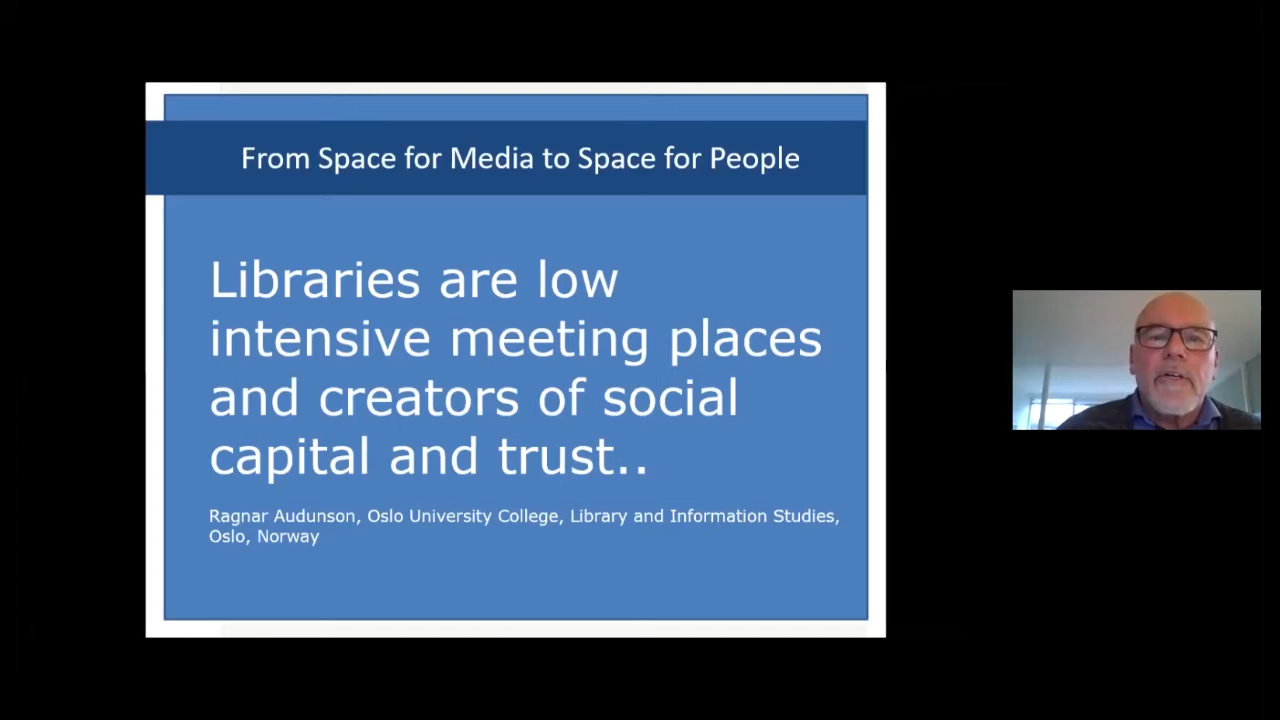 From Space for Media to Space for People
Libraries are low
intensive meeting places
and creators of social
capital and trust..
Ragnar Audunson, Oslo University College, Library and Information Studies,
Oslo, Norway